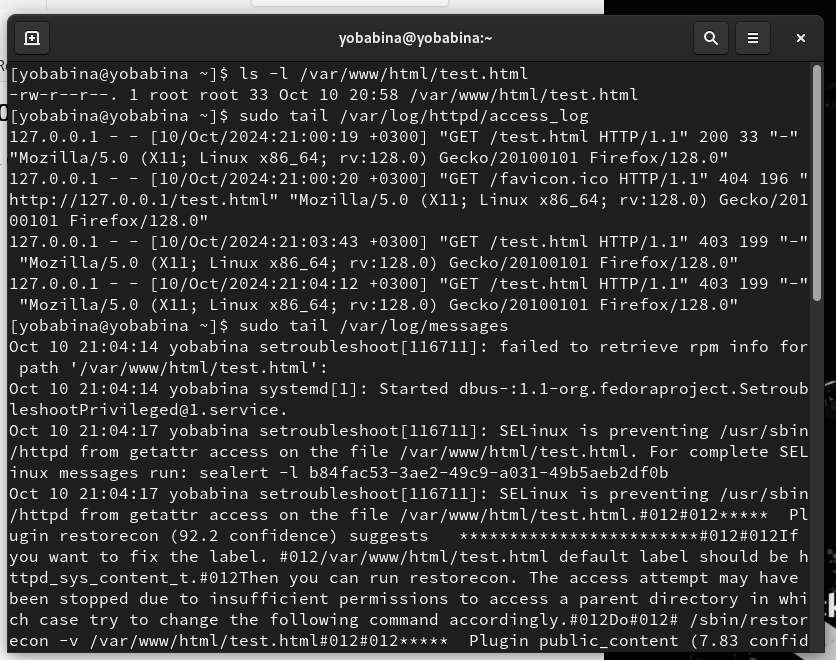 yobabina@yobabina:~
[yobabina@yobabina ~]$ ls -l /var/www/html/test.html
-rw-r--r--. 1 root root 33 Oct 10 20:58 /var/www/html/test.html
[yobabina@yobabina ~]$ sudo tail /var/log/httpd/access_log
127.0.0.1 - - [10/Oct/2024:21:00:19 +0300] "GET /test.html HTTP/1.1" 200 33 "-"
"Mozilla/5.0 (X11; Linux x86_64; rv:128.0) Gecko/20100101 Firefox/128.0"
127.0.0.1 - - [10/Oct/2024:21:00:20 +0300] "GET /favicon.ico HTTP/1.1" 404 196 "
http://127.0.0.1/test.html" "Mozilla/5.0 (X11; Linux x86_64; rv:128.0) Gecko/201
00101 Firefox/128.0"
127.0.0.1 - - [10/Oct/2024:21:03:43 +0300] "GET /test.html HTTP/1.1" 403 199 "-"
 "Mozilla/5.0 (X11; Linux x86_64; rv:128.0) Gecko/20100101 Firefox/128.0"
127.0.0.1 - - [10/Oct/2024:21:04:12 +0300] "GET /test.html HTTP/1.1" 403 199 "-"
 "Mozilla/5.0 (X11; Linux x86_64; rv:128.0) Gecko/20100101 Firefox/128.0"
[yobabina@yobabina ~]$ sudo tail /var/log/messages
Oct 10 21:04:14 yobabina setroubleshoot[116711]: failed to retrieve rpm info for
 path '/var/www/html/test.html':
Oct 10 21:04:14 yobabina systemd[1]: Started dbus-:1.1-org.fedoraproject.Setroub
leshootPrivileged@1.service.
Oct 10 21:04:17 yobabina setroubleshoot[116711]: SELinux is preventing /usr/sbin
/httpd from getattr access on the file /var/www/html/test.html. For complete SEL
inux messages run: sealert -l b84fac53-3ae2-49c9-a031-49b5aeb2df0b
Oct 10 21:04:17 yobabina setroubleshoot[116711]: SELinux is preventing /usr/sbin
/httpd from getattr access on the file /var/www/html/test.html.#012#012*****  Pl
ugin restorecon (92.2 confidence) suggests   ************************#012#012If 
you want to fix the label. #012/var/www/html/test.html default label should be h
ttpd_sys_content_t.#012Then you can run restorecon. The access attempt may have 
been stopped due to insufficient permissions to access a parent directory in whi
ch case try to change the following command accordingly.#012Do#012# /sbin/restor
econ -v /var/www/html/test.html#012#012*****  Plugin public_content (7.83 confid